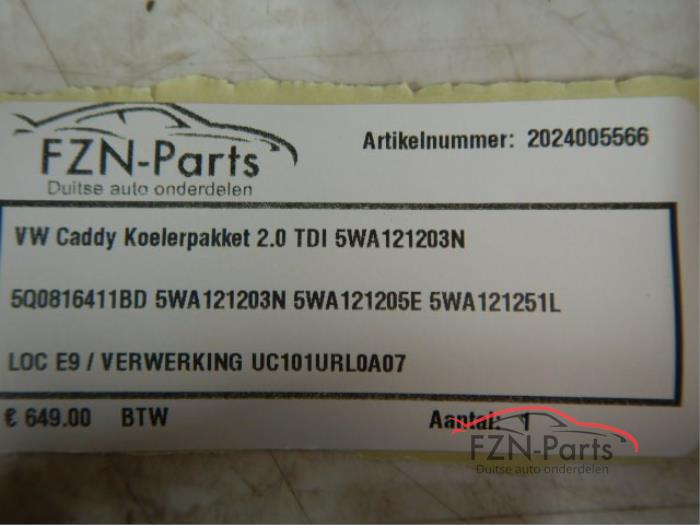 FZN-Parts
Duitse auto onderdelen
Artikelnummer: 2024005566
VW Caddy Koelerpakket 2.0 TDI 5WA121203N
5Q0816411BD 5WA121203N 5WA121205E 5WA121251L
LOC E9 / VERWERKING UC101URL0A07
€ 649.00 BTW Aantal: 1
FZN-Parts
Duitse auto onderdelen